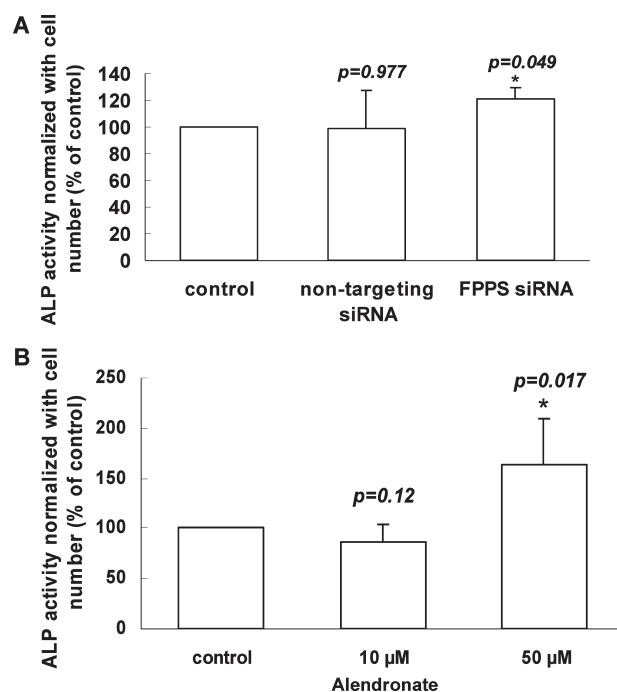 A
ALP activity normalized with cell
number (% of control)
140
120
100
80
60
40
20
0
p=0.977
p=0.049
*
control
non-targeting
siRNA
FPPS siRNA
B
ALP activity normalized with cell
number (% of control)
250
200
150
100
50
0
p=0.12
p=0.017
*
control
10 µM
50 µM
Alendronate